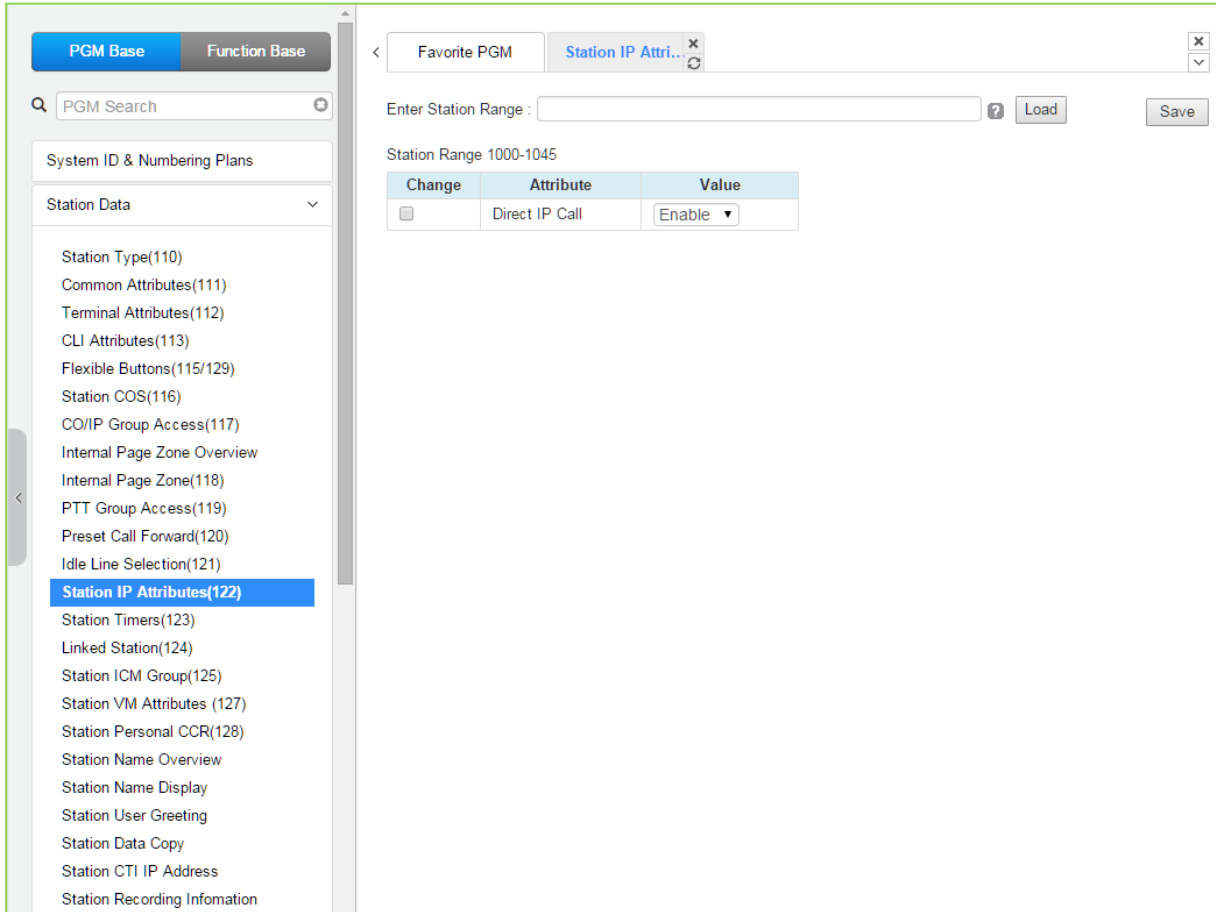 PGM Base
Function Base
PGM Search
System ID & Numbering Plans
Station Data
Station Type(110)
Common Attributes(111)
Terminal Attributes(112)
CLI Attributes(113)
Flexible Buttons(115/129)
Station COS(116)
CO/IP Group Access(117)
Internal Page Zone Overview
Internal Page Zone(118)
PTT Group Access(119)
Preset Call Forward(120)
Idle Line Selection(121)
Station IP Attributes(122)
Station Timers(123)
Linked Station(124)
Station ICM Group(125)
Station VM Attributes (127)
Station Personal CCR(128)
Station Name Overview
Station Name Display
Station User Greeting
Station Data Copy
Station CTI IP Address
Station Recording Infomation
Favorite PGM
Station IP Attri...
Enter Station Range :
Load
Save
Station Range 1000-1045
Change Attribute Value
Direct IP Call Enable